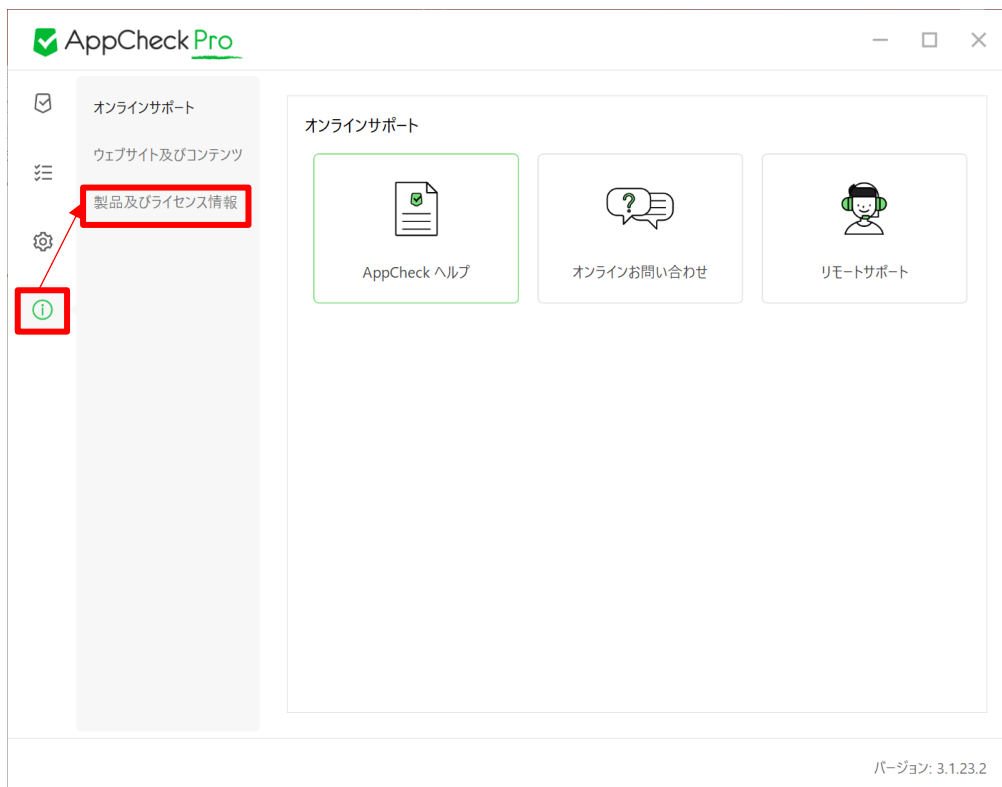 AppCheck Pro
オンラインサポート
ウェブサイト及びコンテンツ
製品及びライセンス情報
オンラインサポート
AppCheck ヘルプ
オンラインお問い合わせ
リモートサポート
バージョン: 3.1.23.2